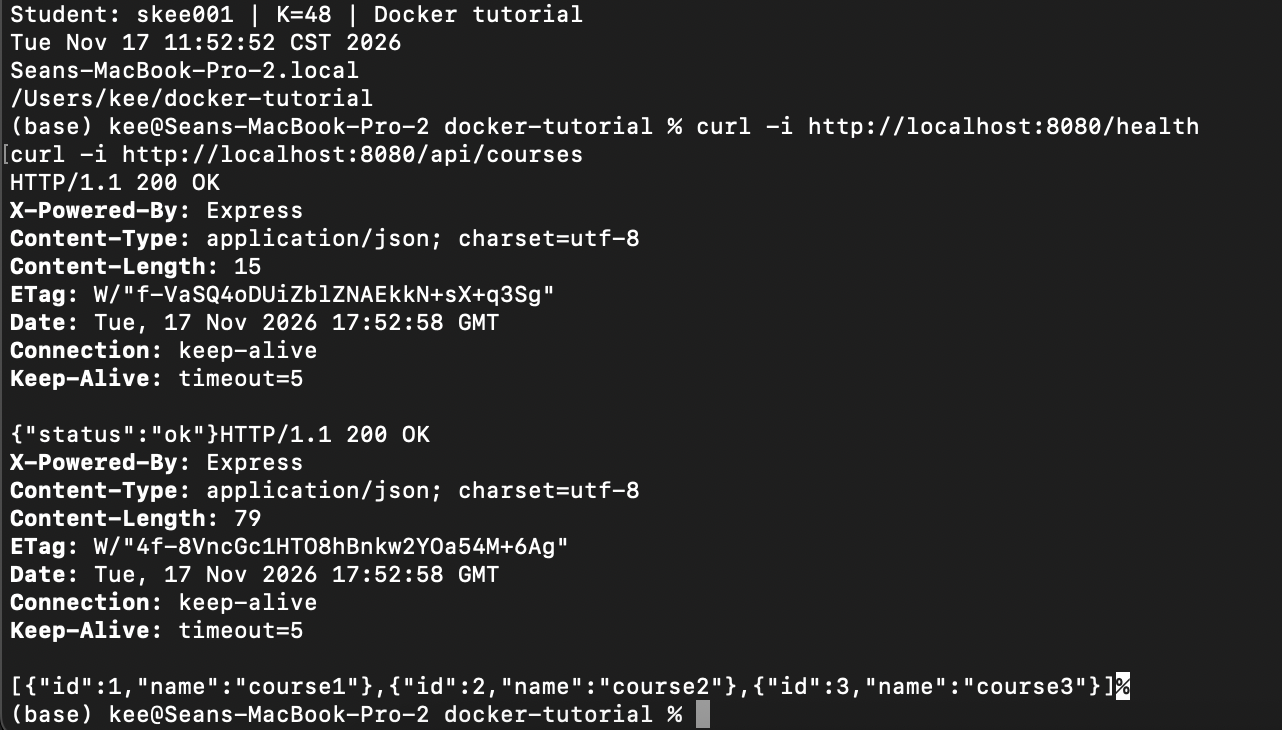 Student: skee001 | K=48 | Docker tutorial
Tue Nov 17 11:52:52 CST 2026
Seans-MacBook-Pro-2.local
/Users/kee/docker-tutorial
(base) kee@Seans-MacBook-Pro-2 docker-tutorial % curl -i http://localhost:8080/health
[curl -i http://localhost:8080/api/courses
HTTP/1.1 200 OK
X-Powered-By: Express
Content-Type: application/json; charset=utf-8
Content-Length: 15
ETag: W/"f-VaSQ4oDUiZblZNAEkkN+sX+q3Sg"
Date: Tue, 17 Nov 2026 17:52:58 GMT
Connection: keep-alive
Keep-Alive: timeout=5

{"status":"ok"}HTTP/1.1 200 OK
X-Powered-By: Express
Content-Type: application/json; charset=utf-8
Content-Length: 79
ETag: W/"4f-8VncGc1HTO8hBnkw2YOa54M+6Ag"
Date: Tue, 17 Nov 2026 17:52:58 GMT
Connection: keep-alive
Keep-Alive: timeout=5

[{"id":1,"name":"course1"},{"id":2,"name":"course2"},{"id":3,"name":"course3"}]%
(base) kee@Seans-MacBook-Pro-2 docker-tutorial %